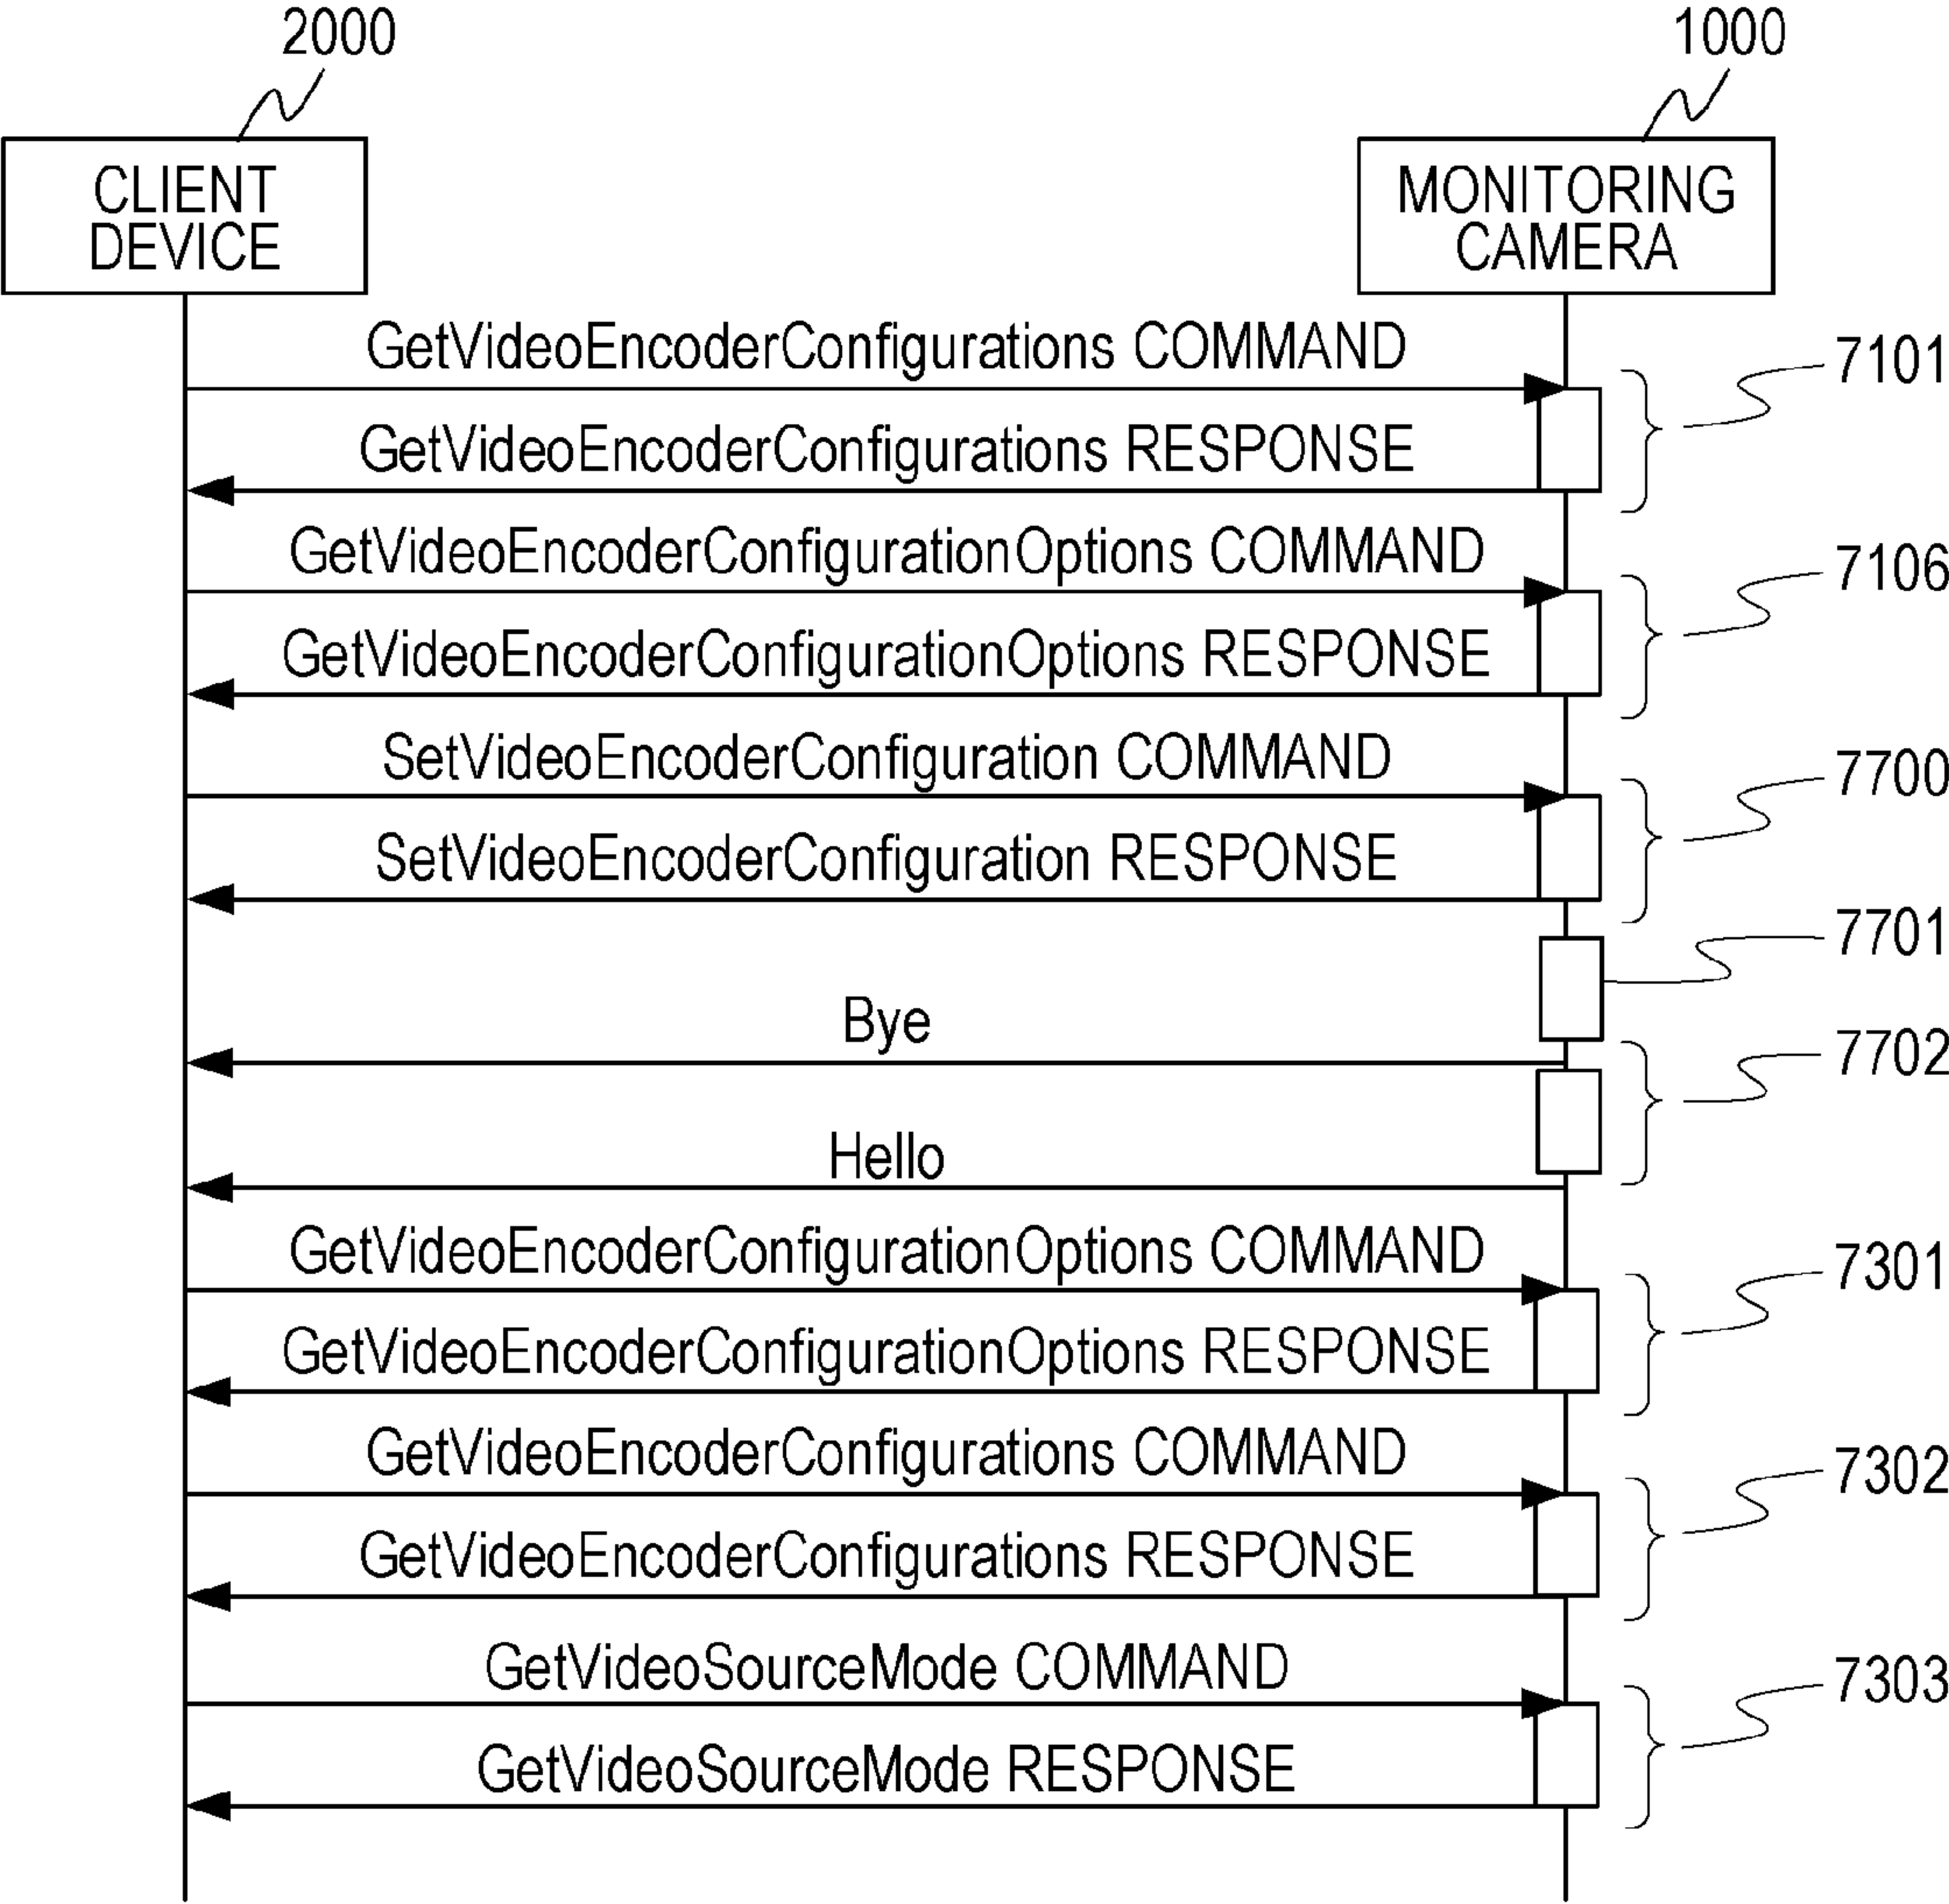 2000
1000
CLIENT
DEVICE
MONITORING
CAMERA
GetVideoEncoderConfigurations COMMAND
7101
GetVideoEncoderConfigurations RESPONSE
GetVideoEncoderConfigurationOptions COMMAND
7106
GetVideoEncoderConfigurationOptions RESPONSE
SetVideoEncoderConfiguration COMMAND
7700
SetVideoEncoderConfiguration RESPONSE
7701
Bye
7702
Hello
GetVideoEncoderConfigurationOptions COMMAND
7301
GetVideoEncoderConfigurationOptions RESPONSE
GetVideoEncoderConfigurations COMMAND
7302
GetVideoEncoderConfigurations RESPONSE
GetVideoSourceMode COMMAND
7303
GetVideoSourceMode RESPONSE